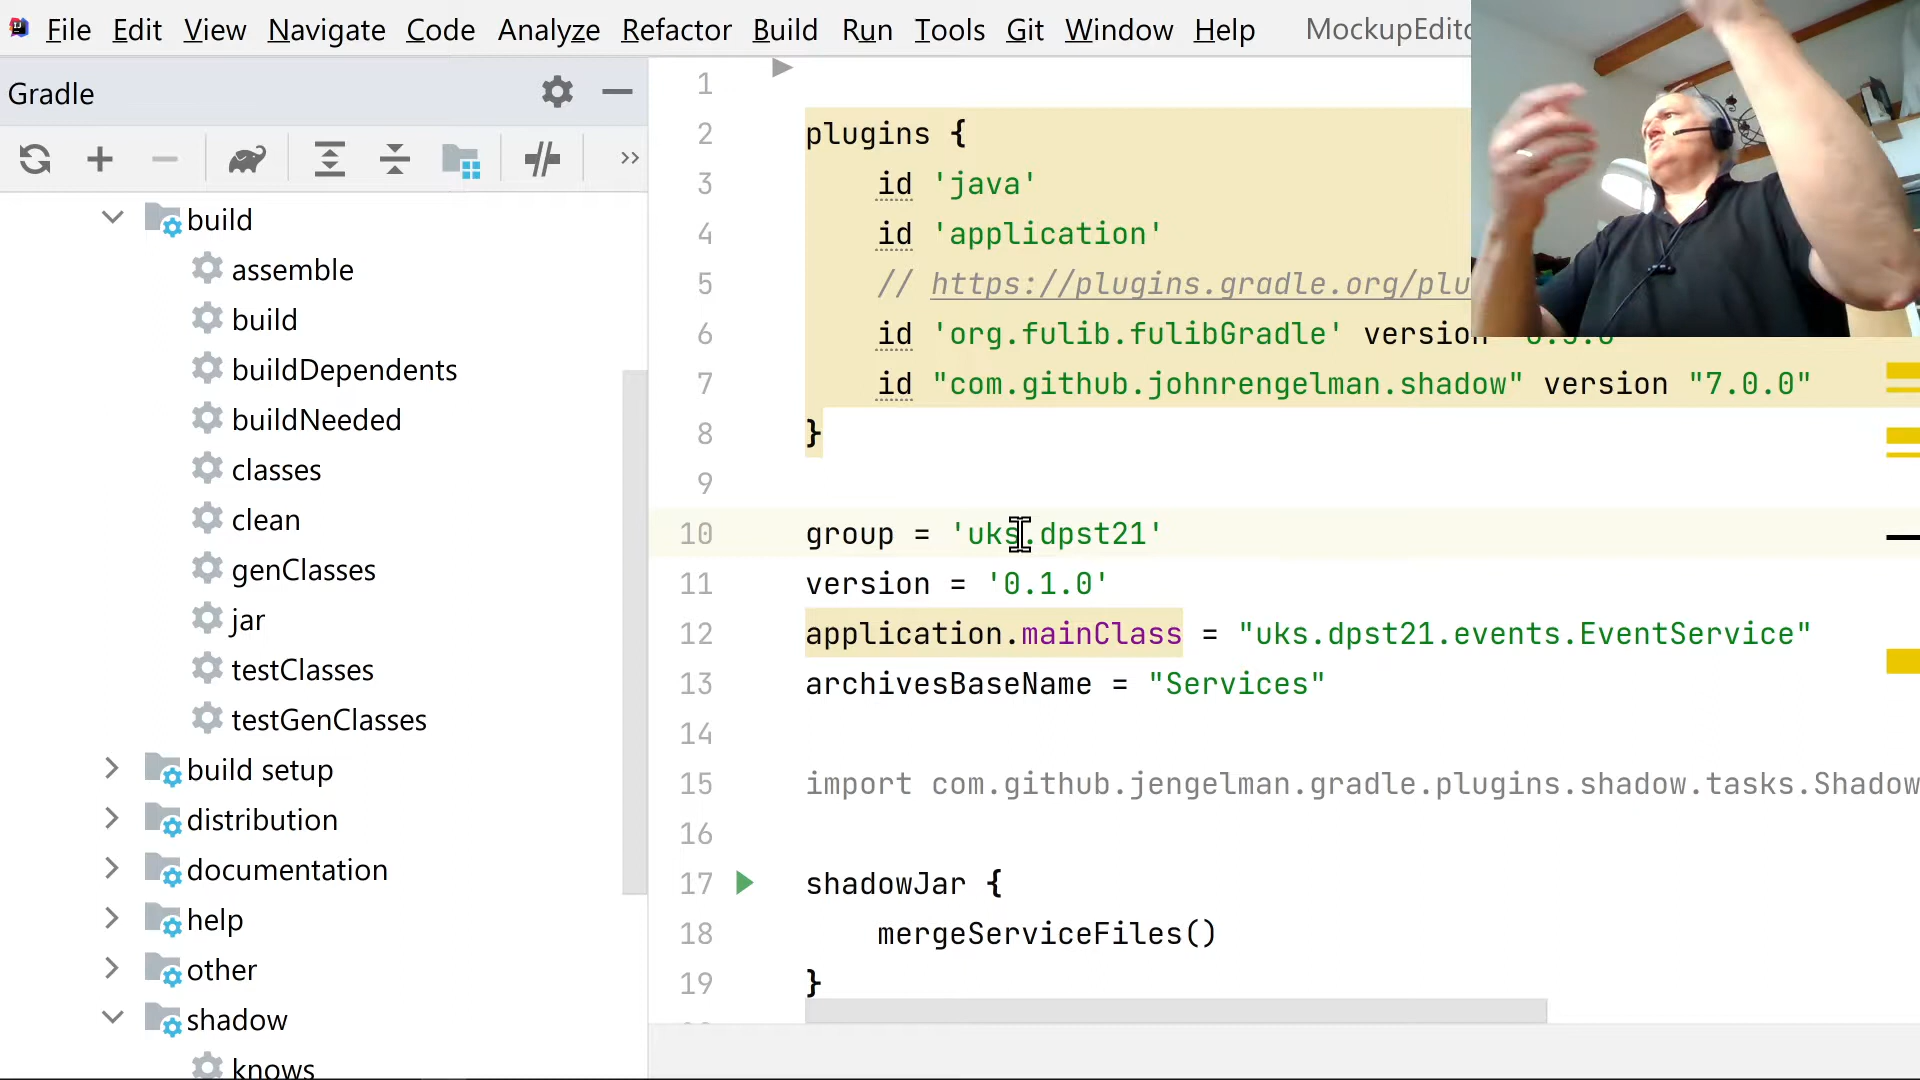 File Edit View Navigate Code Analyze Refactor Build Run Tools Git Window Help MockupEdito
Gradle
build
assemble
build
buildDependents
buildNeeded
classes
clean
genClasses
jar
testClasses
testGenClasses
build setup
distribution
documentation
help
other
shadow
knows
1
2 plugins {
3 id 'java'
4 id 'application'
5 // https://plugins.gradle.org/plu
6 id 'org.fulib.fulibGradle' version
7 id "com.github.johnrengelman.shadow" version "7.0.0"
8 }
9
10 group = 'uks.dpst21'
11 version = '0.1.0'
12 application.mainClass = "uks.dpst21.events.EventService"
13 archivesBaseName = "Services"
14
15 import com.github.jengelman.gradle.plugins.shadow.tasks.Shadow
16
17 shadowJar {
18 mergeServiceFiles()
19 }